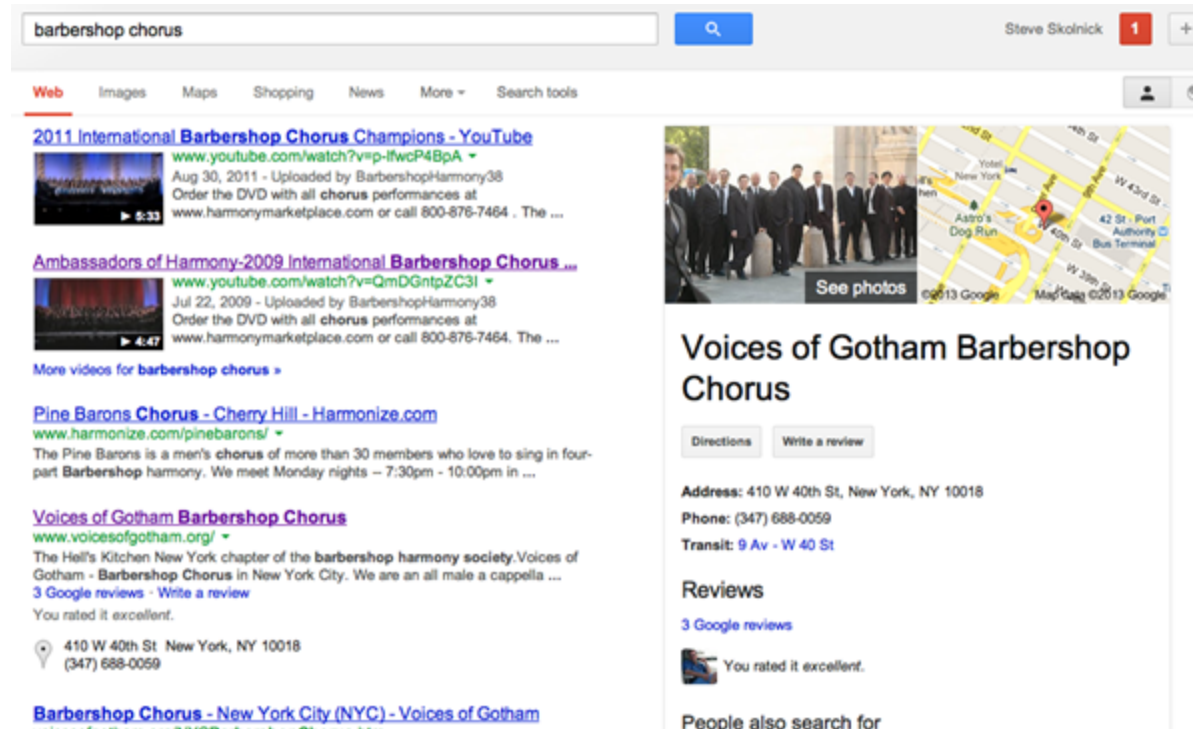 barbershop chorus
Steve Skolnick 1 +
Web Images Maps Shopping News More Search tools
2011 International Barbershop Chorus Champions - YouTube
www.youtube.com/watch?v=p-IfwcP4BpA
Aug 30, 2011 - Uploaded by BarbershopHarmony38
Order the DVD with all chorus performances at
www.harmonymarketplace.com or call 800-876-7464 . The ...
5:33
Ambassadors of Harmony-2009 International Barbershop Chorus ...
www.youtube.com/watch?v=QmDGntpZC3I
Jul 22, 2009 - Uploaded by BarbershopHarmony38
Order the DVD with all chorus performances at
www.harmonymarketplace.com or call 800-876-7464. The ...
4:47
More videos for barbershop chorus »
Pine Barons Chorus - Cherry Hill - Harmonize.com
www.harmonize.com/pinebarons/
The Pine Barons is a men's chorus of more than 30 members who love to sing in four-
part Barbershop harmony. We meet Monday nights -- 7:30pm - 10:00pm in ...
Voices of Gotham Barbershop Chorus
www.voicesofgotham.org/
The Hell's Kitchen New York chapter of the barbershop harmony society.Voices of
Gotham - Barbershop Chorus in New York City. We are an all male a cappella ...
3 Google reviews · Write a review
You rated it excellent.
410 W 40th St New York, NY 10018
(347) 688-0059
Barbershop Chorus - New York City (NYC) - Voices of Gotham
See photos
Yotel
New York
Astro's
Dog Run
9th Ave
W 43rd St
42 St - Port
Authority
Bus Terminal
W 40th St
W 39th St
©2013 Google
Map data ©2013 Google
Voices of Gotham Barbershop
Chorus
Directions Write a review
Address: 410 W 40th St, New York, NY 10018
Phone: (347) 688-0059
Transit: 9 Av - W 40 St
Reviews
3 Google reviews
You rated it excellent.
People also search for